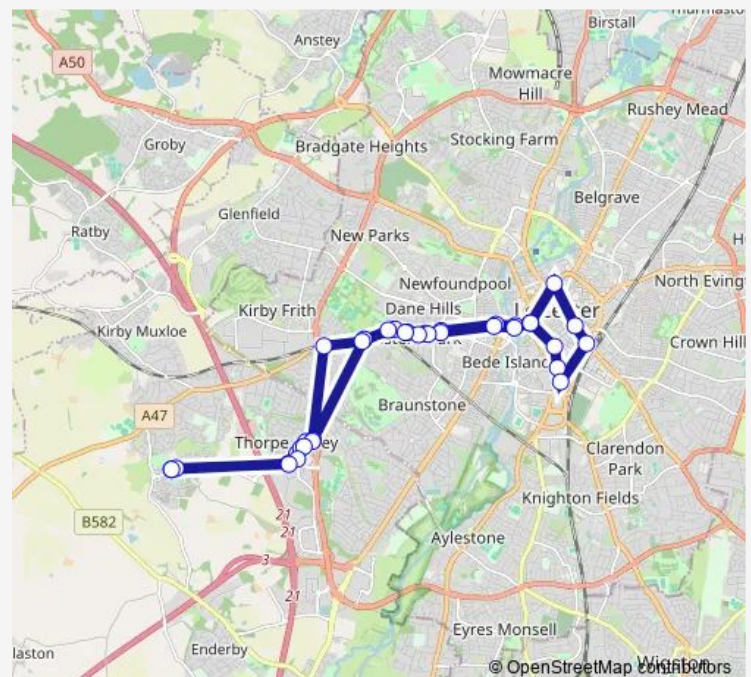 Birstall
Anstey
A50
Mowmacre
Hill
Rushey Mead
Groby
Bradgate Heights
Stocking Farm
Belgrave
Glenfield
Ratby
New Parks
Newfoundpool
North Eving
Kirby Frith
Dane Hills
Kirby Muxloe
Crown Hill
Bede Island
Braunstone
A47
Clarendon
Park
Knighton Fields
21
B582
21
Aylestone
3
21
Eyres Monsell
Enderby
laston
Wigston
© OpenStreetMap contributors